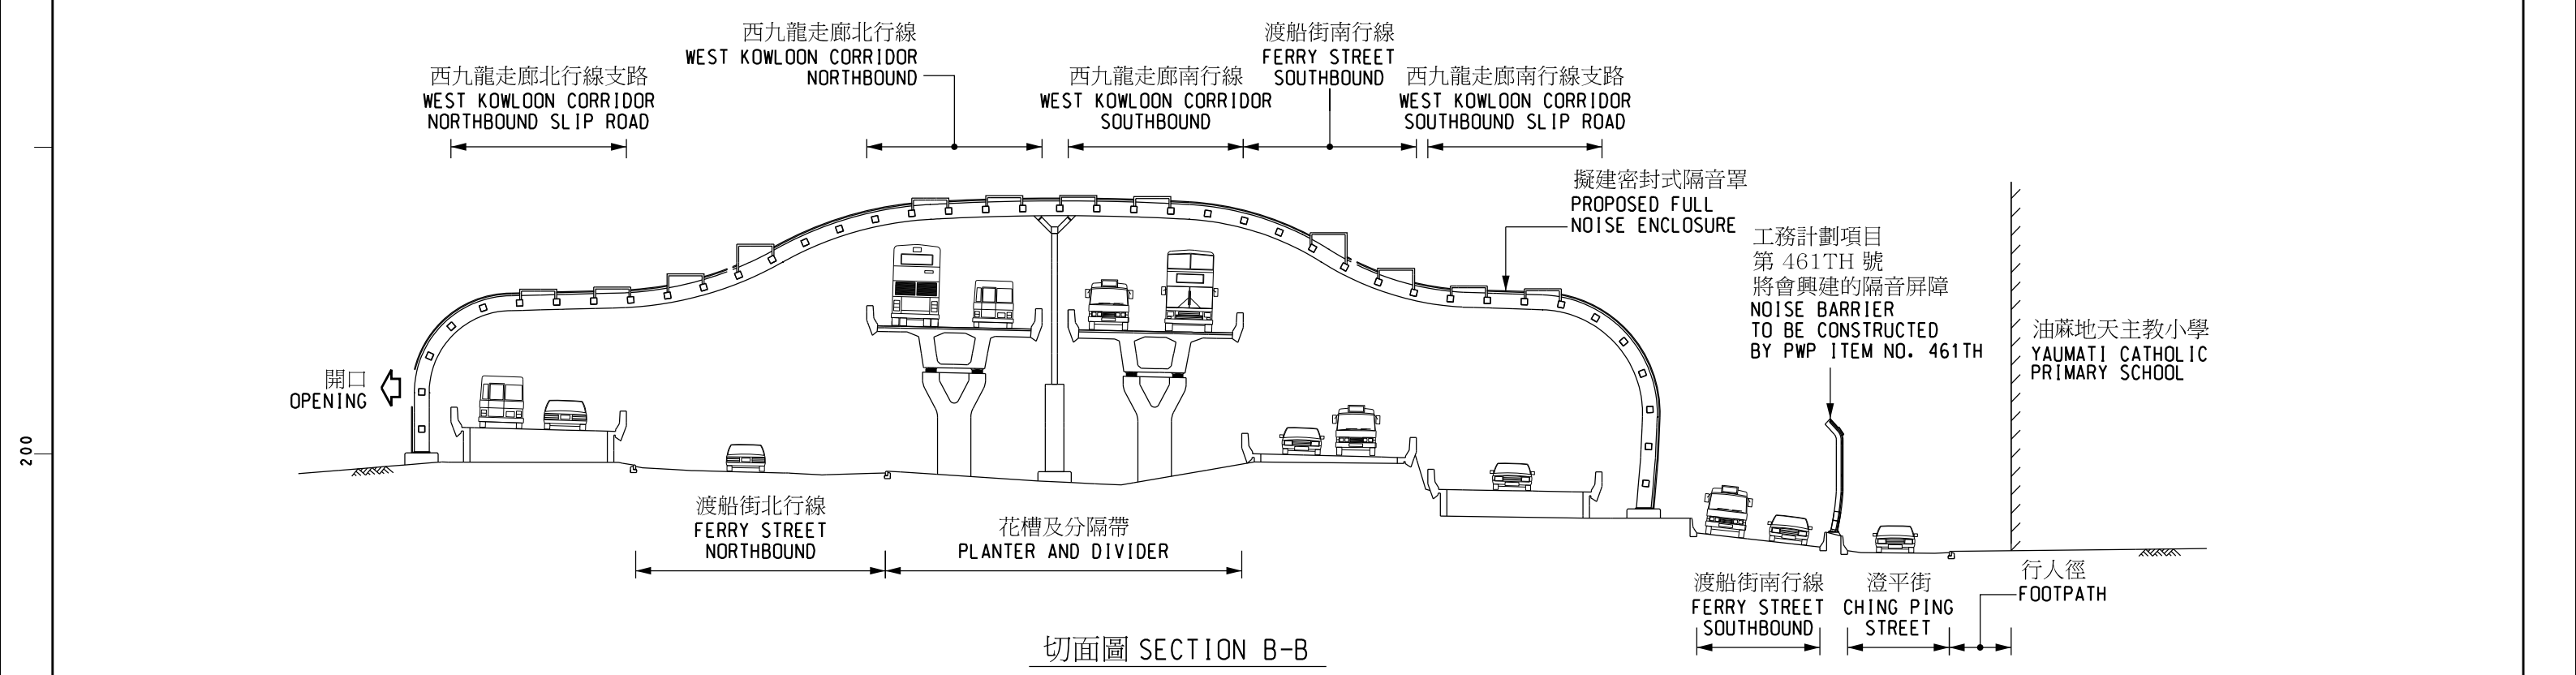 西九龍走廊北行線支路
WEST KOWLOON CORRIDOR
NORTHBOUND SLIP ROAD
西九龍走廊北行線
WEST KOWLOON CORRIDOR
NORTHBOUND
西九龍走廊南行線
WEST KOWLOON CORRIDOR
SOUTHBOUND
渡船街南行線
FERRY STREET
SOUTHBOUND
西九龍走廊南行線支路
WEST KOWLOON CORRIDOR
SOUTHBOUND SLIP ROAD
擬建密封式隔音罩
PROPOSED FULL
NOISE ENCLOSURE
工務計劃項目
第 461TH 號
將會興建的隔音屏障
NOISE BARRIER
TO BE CONSTRUCTED
BY PWP ITEM NO. 461TH
油蔴地天主教小學
YAUMATI CATHOLIC
PRIMARY SCHOOL
開口
OPENING
200
渡船街北行線
FERRY STREET
NORTHBOUND
花槽及分隔帶
PLANTER AND DIVIDER
渡船街南行線
FERRY STREET
SOUTHBOUND
澄平街
CHING PING
STREET
行人徑
FOOTPATH
切面圖 SECTION B-B